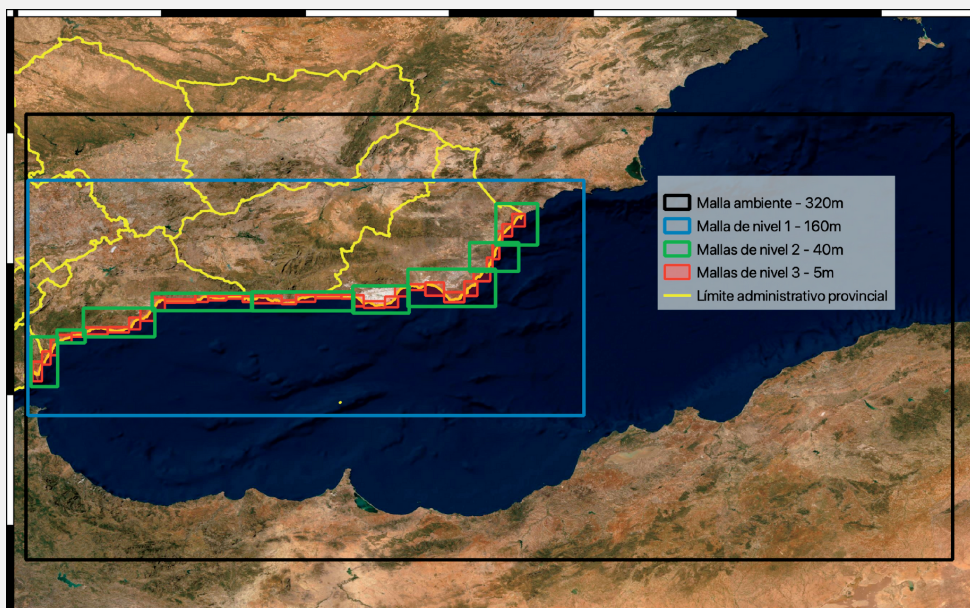 Malla ambiente - 320m
Malla de nivel 1 - 160m
Mallas de nivel 2 - 40m
Mallas de nivel 3 - 5m
Límite administrativo provincial